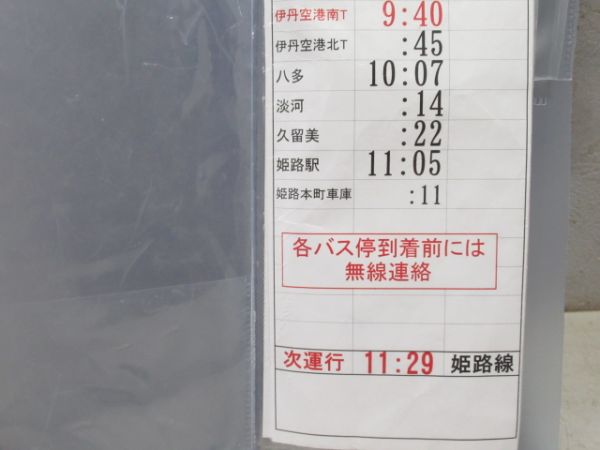 伊丹空港南T 9:40
伊丹空港北T :45
八多 10:07
淡河 :14
久留美 :22
姫路駅 11:05
姫路本町車庫 :11
各バス停到着前には
無線連絡
次運行 11:29 姫路線